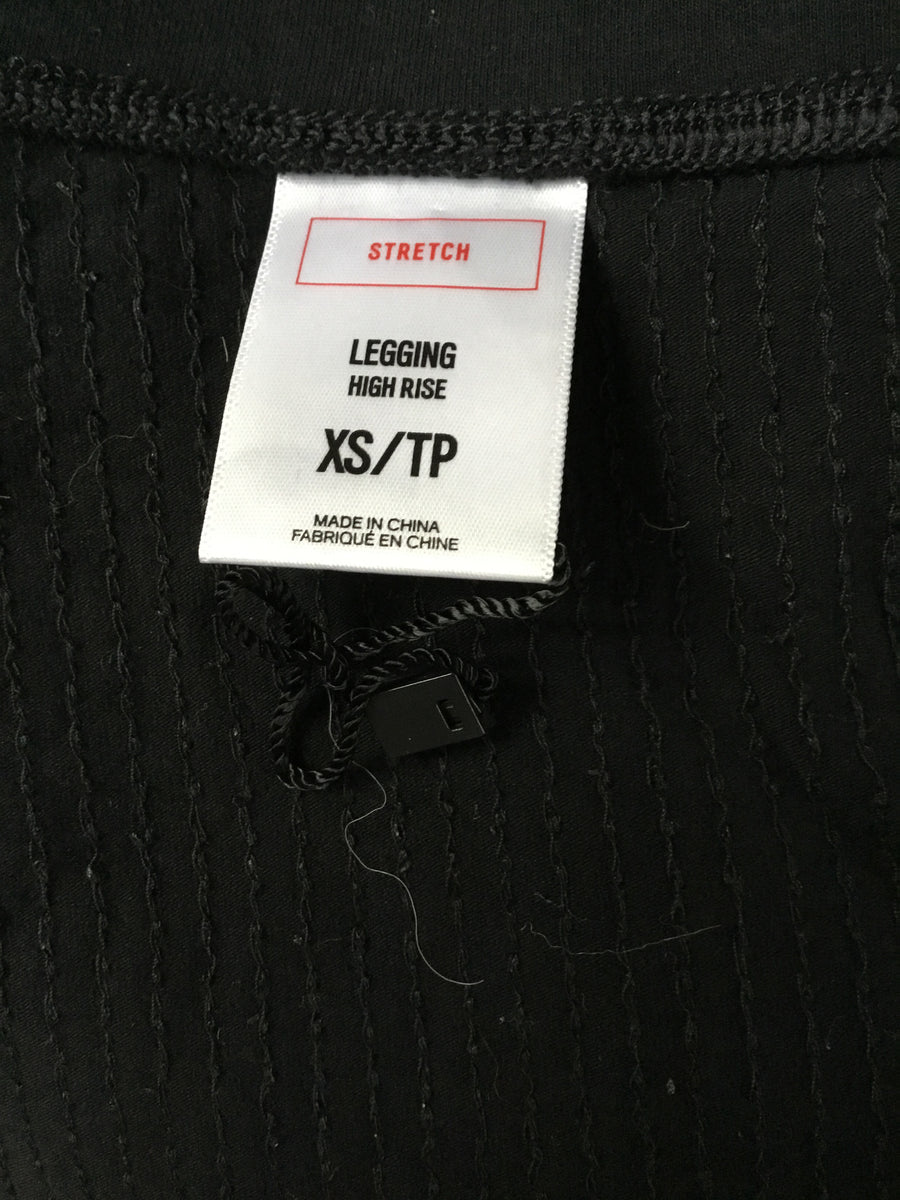 STRETCH
LEGGING
HIGH RISE
XS/TP
MADE IN CHINA
FABRIQUÉ EN CHINE